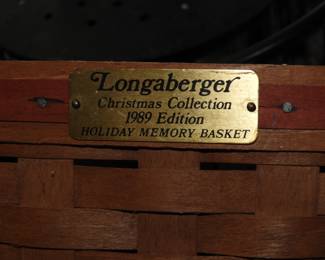 Longaberger
Christmas Collection
1989 Edition
HOLIDAY MEMORY BASKET